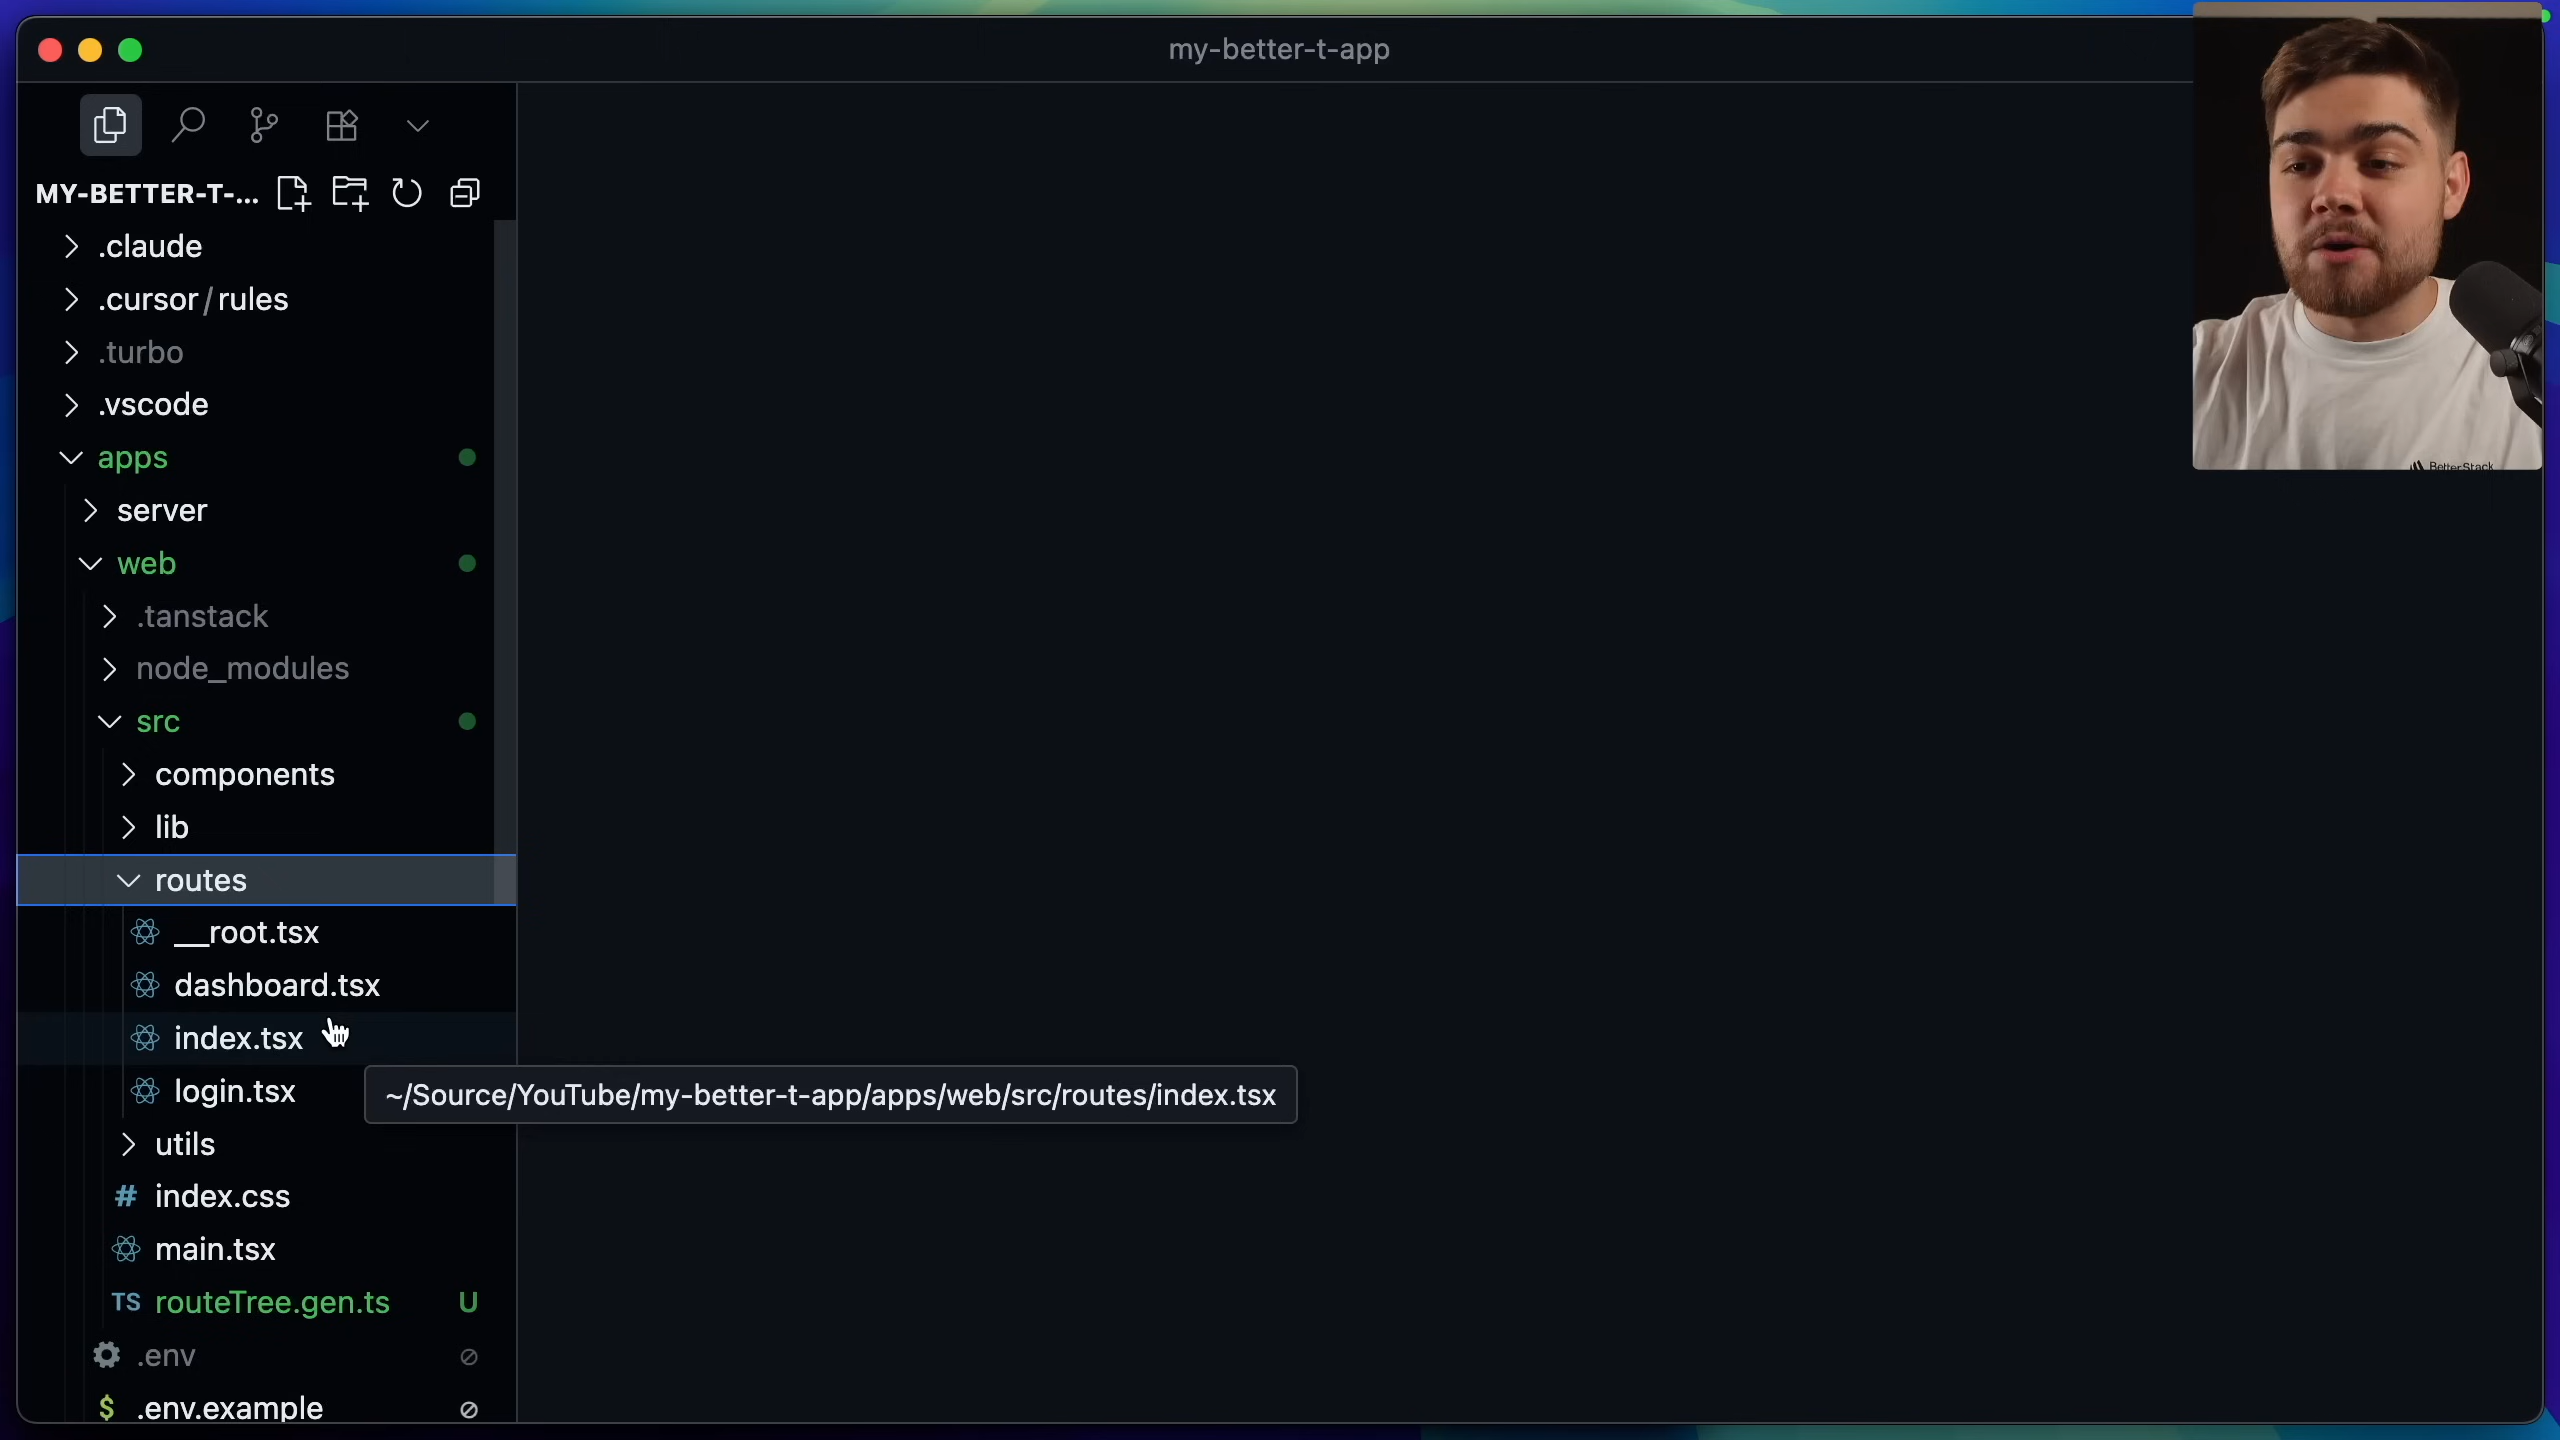 my-better-t-app
MY-BETTER-T-...
.claude
.cursor/rules
.turbo
.vscode
apps
server
web
.tanstack
node_modules
src
components
lib
routes
__root.tsx
dashboard.tsx
index.tsx
login.tsx
~/Source/YouTube/my-better-t-app/apps/web/src/routes/index.tsx
utils
# index.css
main.tsx
TS routeTree.gen.ts U
.env
$ .env.example
BetterStack